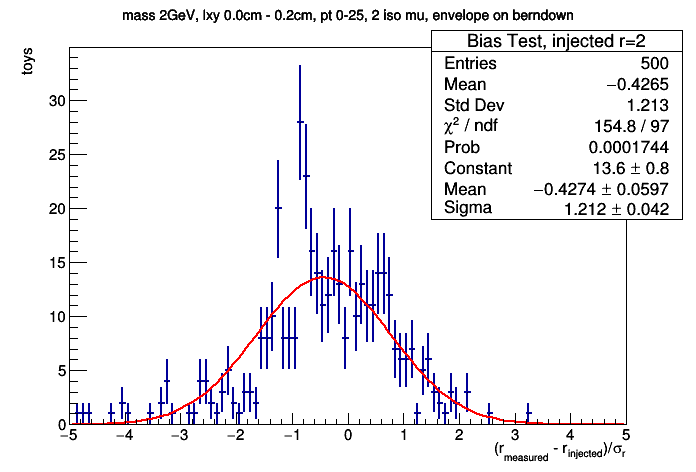 mass 2GeV, lxy 0.0cm - 0.2cm, pt 0-25, 2 iso mu, envelope on berndown
Bias Test, injected r=2
Entries 500
Mean −0.4265
Std Dev 1.213
χ² / ndf 154.8 / 97
Prob 0.0001744
Constant 13.6 ± 0.8
Mean −0.4274 ± 0.0597
Sigma 1.212 ± 0.042
toys
30
25
20
15
10
5
0
−5 −4 −3 −2 −1 0 1 2 3 4 5
(r_measured - r_injected)/σ_r